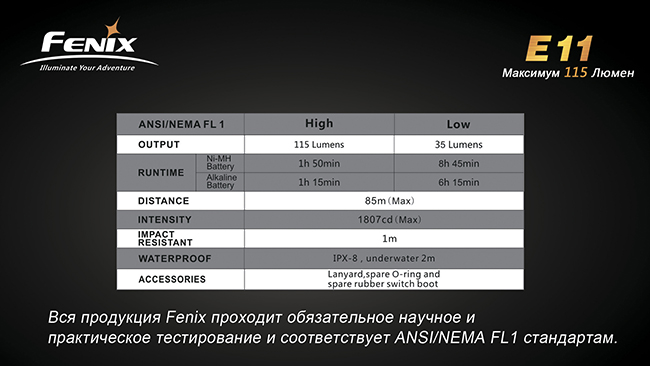 FENIX
Illuminate Your Adventure
E11
Максимум 115 Люмен
ANSI/NEMA FL 1 High Low
OUTPUT 115 Lumens 35 Lumens
RUNTIME
Ni-MH
Battery
1h 50min 8h 45min
Alkaline
Battery
1h 15min 6h 15min
DISTANCE 85m(Max)
INTENSITY 1807cd(Max)
IMPACT
RESISTANT
1m
WATERPROOF IPX-8 , underwater 2m
ACCESSORIES
Lanyard,spare O-ring and
spare rubber switch boot
Вся продукция Fenix проходит обязательное научное и
практическое тестирование и соответствует ANSI/NEMA FL1 стандартам.